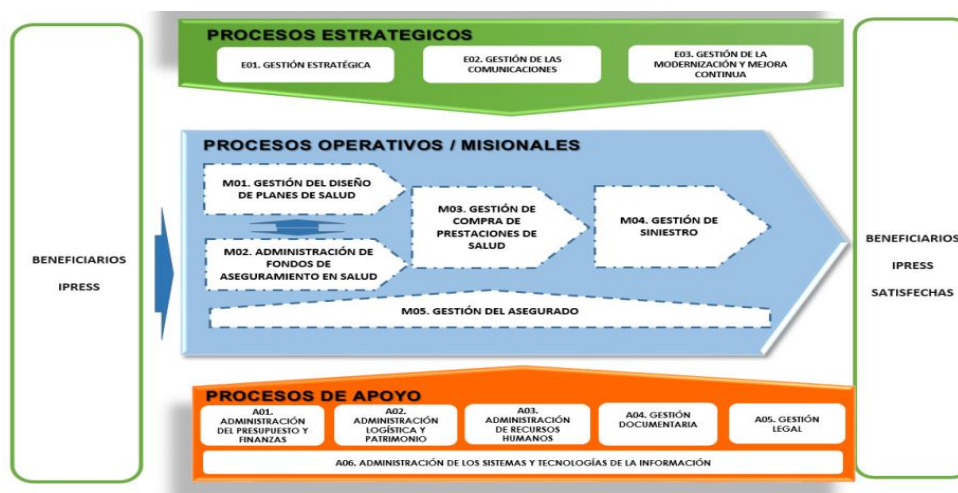 PROCESOS ESTRATEGICOS
E01. GESTIÓN ESTRATÉGICA
E02. GESTIÓN DE LAS
COMUNICACIONES
E03. GESTIÓN DE LA
MODERNIZACIÓN Y MEJORA
CONTINUA
BENEFICIARIOS
IPRESS
PROCESOS OPERATIVOS / MISIONALES
M01. GESTIÓN DEL DISEÑO
DE PLANES DE SALUD
M02. ADMINISTRACIÓN DE
FONDOS DE
ASEGURAMIENTO EN SALUD
M03. GESTIÓN DE
COMPRA DE
PRESTACIONES DE
SALUD
M04. GESTIÓN DE
SINIESTRO
M05. GESTIÓN DEL ASEGURADO
BENEFICIARIOS
IPRESS
SATISFECHAS
PROCESOS DE APOYO
A01.
ADMINISTRACIÓN
DEL PRESUPUESTO Y
FINANZAS
A02.
ADMINISTRACIÓN
LOGÍSTICA Y
PATRIMONIO
A03.
ADMINISTRACIÓN
DE RECURSOS
HUMANOS
A04. GESTIÓN
DOCUMENTARIA
A05. GESTIÓN
LEGAL
A06. ADMINISTRACIÓN DE LOS SISTEMAS Y TECNOLOGÍAS DE LA INFORMACIÓN